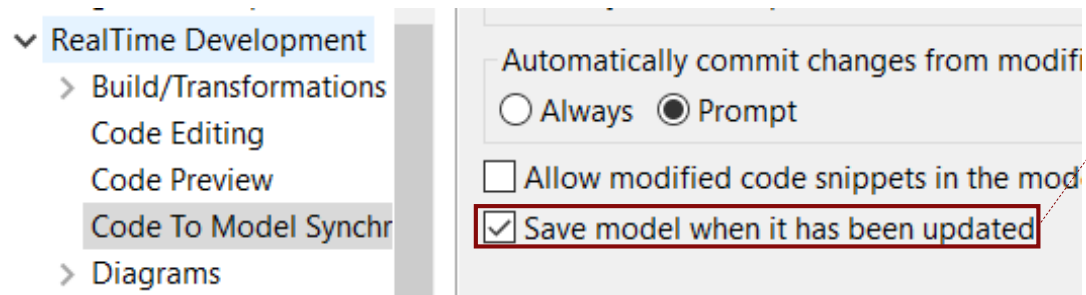 RealTime Development
Build/Transformations
Code Editing
Code Preview
Code To Model Synchr
Diagrams
Automatically commit changes from modifi
Always Prompt
Allow modified code snippets in the mode
Save model when it has been updated